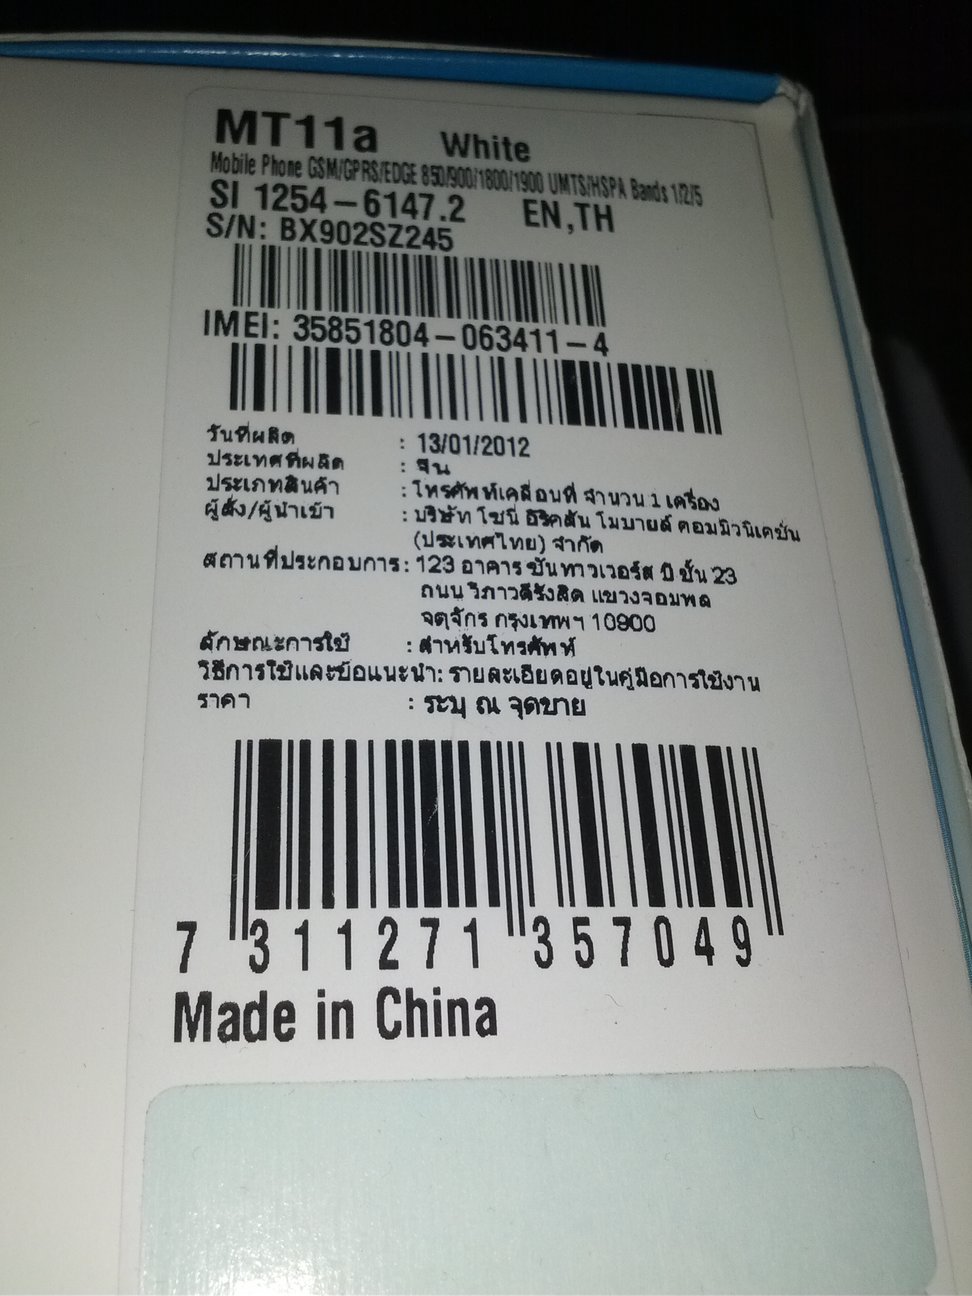 MT11a White
Mobile Phone GSM/GPRS/EDGE 850/900/1800/1900 UMTS/HSPA Bands 1/2/5
SI 1254-6147.2 EN,TH
S/N: BX902SZ245
IMEI: 35851804-063411-4
วันที่ผลิต : 13/01/2012
ประเทศที่ผลิต : จีน
ประเภทสินค้า : โทรศัพท์เคลื่อนที่ จำนวน 1 เครื่อง
ผู้สั่ง/ผู้นำเข้า : บริษัท โซนี่ อีริคสัน โมบายล์ คอมมิวนิเคชั่น
(ประเทศไทย) จำกัด
สถานที่ประกอบการ : 123 อาคาร ซันทาวเวอร์ส บี ชั้น 23
ถนน วิภาวดีรังสิต แขวงจอมพล
จตุจักร กรุงเทพฯ 10900
ลักษณะการใช้ : สำหรับโทรศัพท์
วิธีการใช้และข้อแนะนำ: รายละเอียดอยู่ในคู่มือการใช้งาน
ราคา : ระบุ ณ จุดขาย
7 311271 357049
Made in China